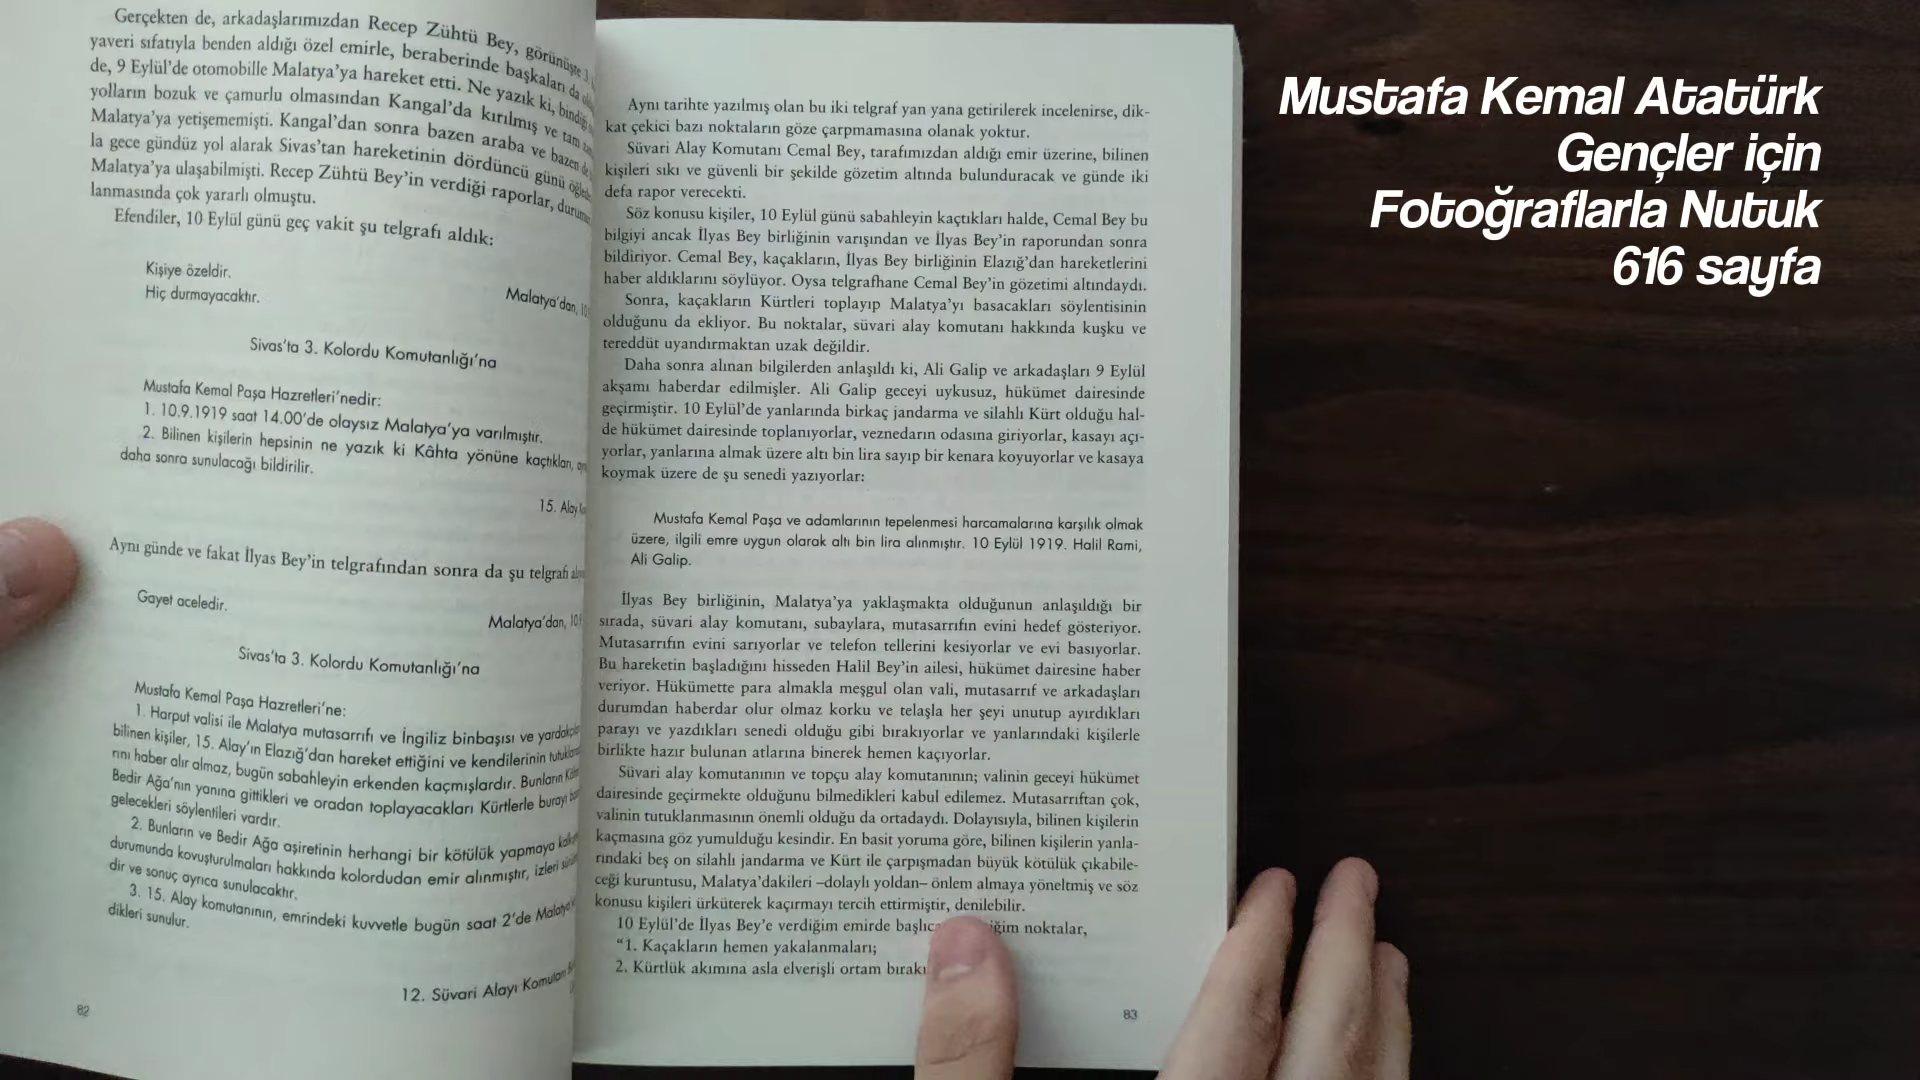 Gerçekten de, arkadaşlarımızdan Recep Zühtü Bey, görünüşte 3
yaveri sıfatıyla benden aldığı özel emirle, beraberinde başkaları da
de, 9 Eylül’de otomobille Malatya’ya hareket etti. Ne yazık ki, bindiği
yolların bozuk ve çamurlu olmasından Kangal’da kırılmış ve tam
Malatya’ya yetişememişti. Kangal’dan sonra bazen araba ve bazen de
la gece gündüz yol alarak Sivas’tan hareketinin dördüncü günü
Malatya’ya ulaşabilmişti. Recep Zühtü Bey’in verdiği raporlar,
lanmasında çok yararlı olmuştu.
Efendiler, 10 Eylül günü geç vakit şu telgrafı aldık:
Kişiye özeldir.
Hiç durmayacaktır.
Malatya’dan, 10
Sivas’ta 3. Kolordu Komutanlığı’na
Mustafa Kemal Paşa Hazretleri’nedir:
1. 10.9.1919 saat 14.00’de olaysız Malatya’ya varılmıştır.
2. Bilinen kişilerin hepsinin ne yazık ki Kâhta yönüne kaçtıkları,
daha sonra sunulacağı bildirilir.
15. Alay
Aynı günde ve fakat İlyas Bey’in telgrafından sonra da şu telgrafı
Gayet aceledir.
Malatya’dan, 10
Sivas’ta 3. Kolordu Komutanlığı’na
Mustafa Kemal Paşa Hazretleri’ne:
1. Harput valisi ile Malatya mutasarrıfı ve İngiliz binbaşısı ve
bilinen kişiler, 15. Alay’ın Elazığ’dan hareket ettiğini ve kendilerinin
rını haber alır almaz, bugün sabahleyin erkenden kaçmışlardır. Bunların
Bedir Ağa’nın yanına gittikleri ve oradan toplayacakları Kürtlerle burayı
gelecekleri söylentileri vardır.
2. Bunların ve Bedir Ağa aşiretinin herhangi bir kötülük yapmaya
durumunda kovuşturulmaları hakkında kolordudan emir alınmıştır, izleri
dir ve sonuç ayrıca sunulacaktır.
3. 15. Alay komutanının, emrindeki kuvvetle bugün saat 2’de
dikleri sunulur.
12. Süvari Alayı Komutanı
82
Aynı tarihte yazılmış olan bu iki telgraf yan yana getirilerek incelenirse, dik-
kat çekici bazı noktaların göze çarpmamasına olanak yoktur.
Süvari Alay Komutanı Cemal Bey, tarafımızdan aldığı emir üzerine, bilinen
kişileri sıkı ve güvenli bir şekilde gözetim altında bulunduracak ve günde iki
defa rapor verecekti.
Söz konusu kişiler, 10 Eylül günü sabahleyin kaçtıkları halde, Cemal Bey bu
bilgiyi ancak İlyas Bey birliğinin varışından ve İlyas Bey’in raporundan sonra
bildiriyor. Cemal Bey, kaçakların, İlyas Bey birliğinin Elazığ’dan hareketlerini
haber aldıklarını söylüyor. Oysa telgrafhane Cemal Bey’in gözetimi altındaydı.
Sonra, kaçakların Kürtleri toplayıp Malatya’yı basacakları söylentisinin
olduğunu da ekliyor. Bu noktalar, süvari alay komutanı hakkında kuşku ve
tereddüt uyandırmaktan uzak değildir.
Daha sonra alınan bilgilerden anlaşıldı ki, Ali Galip ve arkadaşları 9 Eylül
akşamı haberdar edilmişler. Ali Galip geceyi uykusuz, hükümet dairesinde
geçirmiştir. 10 Eylül’de yanlarında birkaç jandarma ve silahlı Kürt olduğu hal-
de hükümet dairesinde toplanıyorlar, veznedarın odasına giriyorlar, kasayı açı-
yorlar, yanlarına almak üzere altı bin lira sayıp bir kenara koyuyorlar ve kasaya
koymak üzere de şu senedi yazıyorlar:
Mustafa Kemal Paşa ve adamlarının tepelenmesi harcamalarına karşılık olmak
üzere, ilgili emre uygun olarak altı bin lira alınmıştır. 10 Eylül 1919. Halil Rami,
Ali Galip.
İlyas Bey birliğinin, Malatya’ya yaklaşmakta olduğunun anlaşıldığı bir
sırada, süvari alay komutanı, subaylara, mutasarrıfın evini hedef gösteriyor.
Mutasarrıfın evini sarıyorlar ve telefon tellerini kesiyorlar ve evi basıyorlar.
Bu hareketin başladığını hisseden Halil Bey’in ailesi, hükümet dairesine haber
veriyor. Hükümette para almakla meşgul olan vali, mutasarrıf ve arkadaşları
durumdan haberdar olur olmaz korku ve telaşla her şeyi unutup ayırdıkları
parayı ve yazdıkları senedi olduğu gibi bırakıyorlar ve yanlarındaki kişilerle
birlikte hazır bulunan atlarına binerek hemen kaçıyorlar.
Süvari alay komutanının ve topçu alay komutanının; valinin geceyi hükümet
dairesinde geçirmekte olduğunu bilmedikleri kabul edilemez. Mutasarrıftan çok,
valinin tutuklanmasının önemli olduğu da ortadaydı. Dolayısıyla, bilinen kişilerin
kaçmasına göz yumulduğu kesindir. En basit yoruma göre, bilinen kişilerin yanla-
rındaki beş on silahlı jandarma ve Kürt ile çarpışmadan büyük kötülük çıkabile-
ceği kuruntusu, Malatya’dakileri –dolaylı yoldan– önlem almaya yöneltmiş ve söz
konusu kişileri ürküterek kaçırmayı tercih ettirmiştir, denilebilir.
10 Eylül’de İlyas Bey’e verdiğim emirde noktalar,
“1. Kaçakların hemen yakalanmaları;
2. Kürtlük akımına asla elverişli ortam
83
Mustafa Kemal Atatürk
Gençler için
Fotoğraflarla Nutuk
616 sayfa